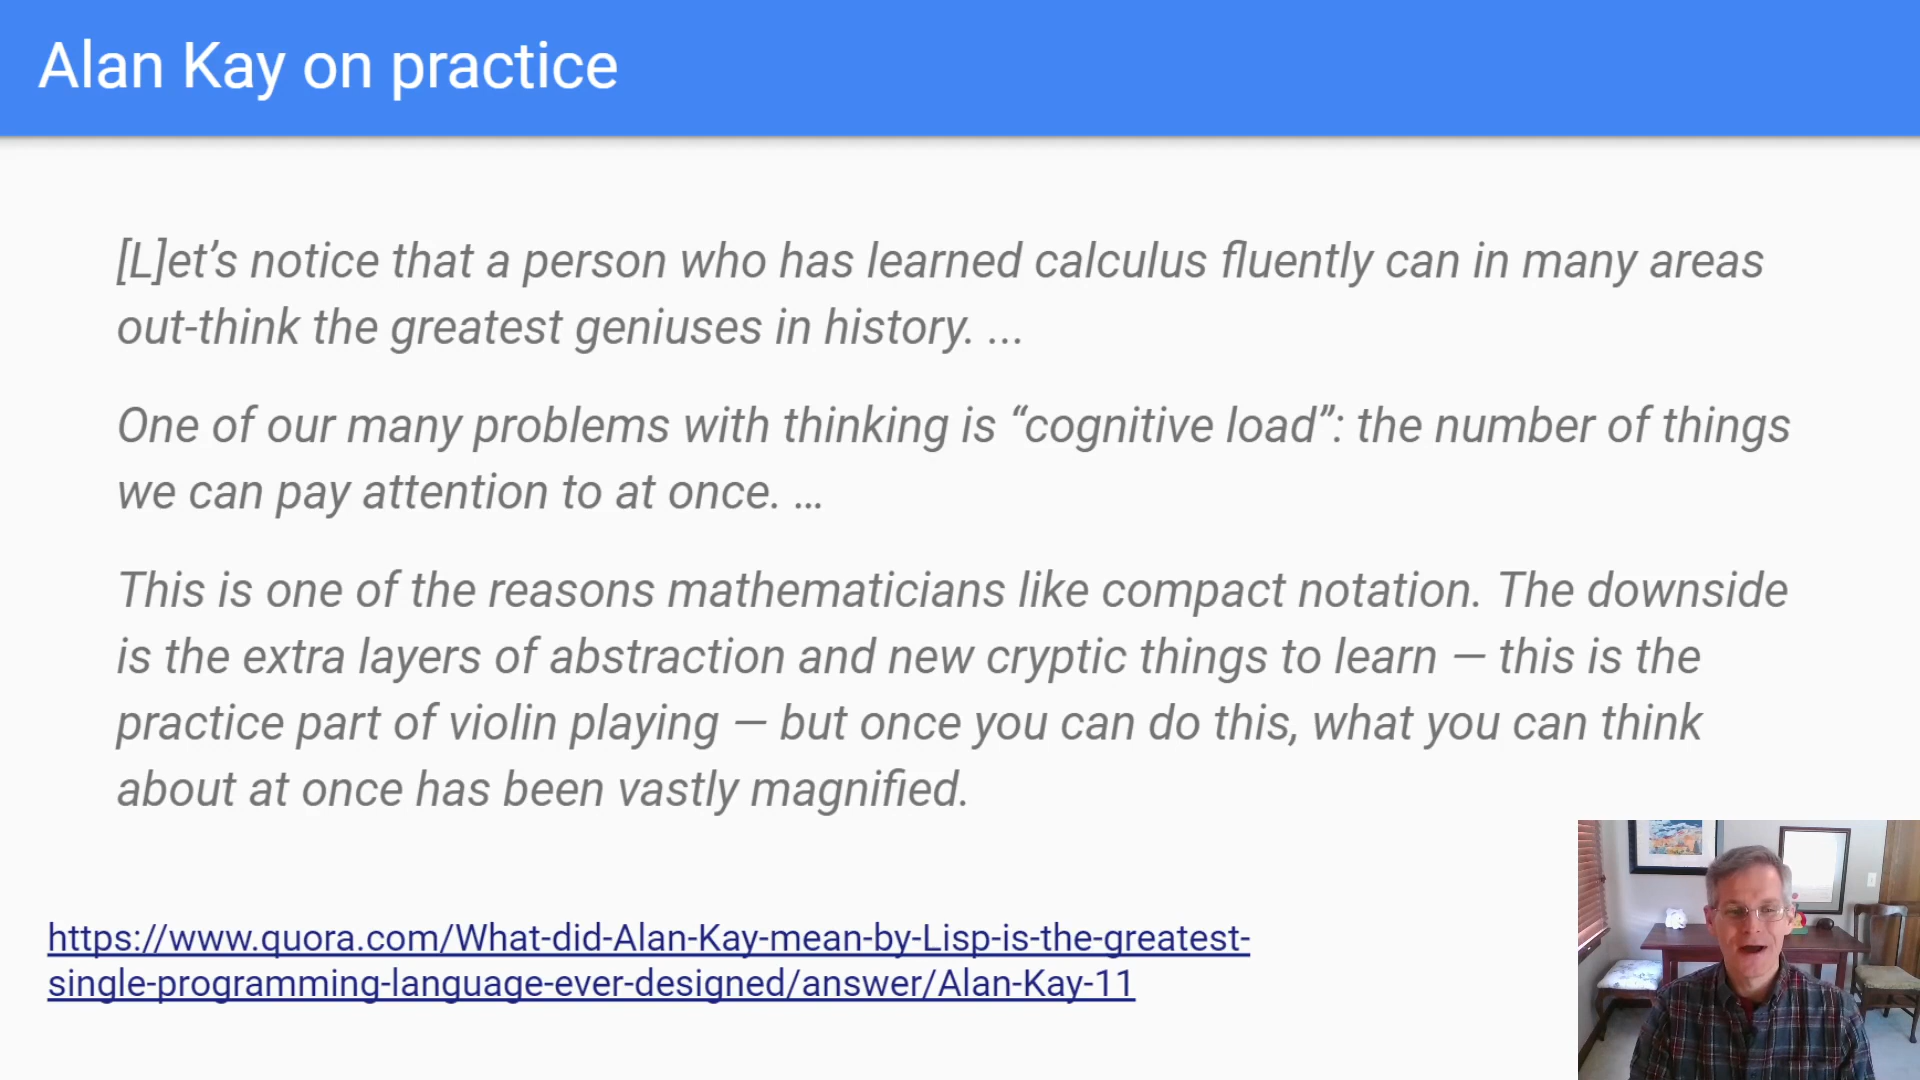 Alan Kay on practice
[L]et’s notice that a person who has learned calculus fluently can in many areas
out-think the greatest geniuses in history. ...
One of our many problems with thinking is “cognitive load”: the number of things
we can pay attention to at once. …
This is one of the reasons mathematicians like compact notation. The downside
is the extra layers of abstraction and new cryptic things to learn — this is the
practice part of violin playing — but once you can do this, what you can think
about at once has been vastly magnified.
https://www.quora.com/What-did-Alan-Kay-mean-by-Lisp-is-the-greatest-
single-programming-language-ever-designed/answer/Alan-Kay-11